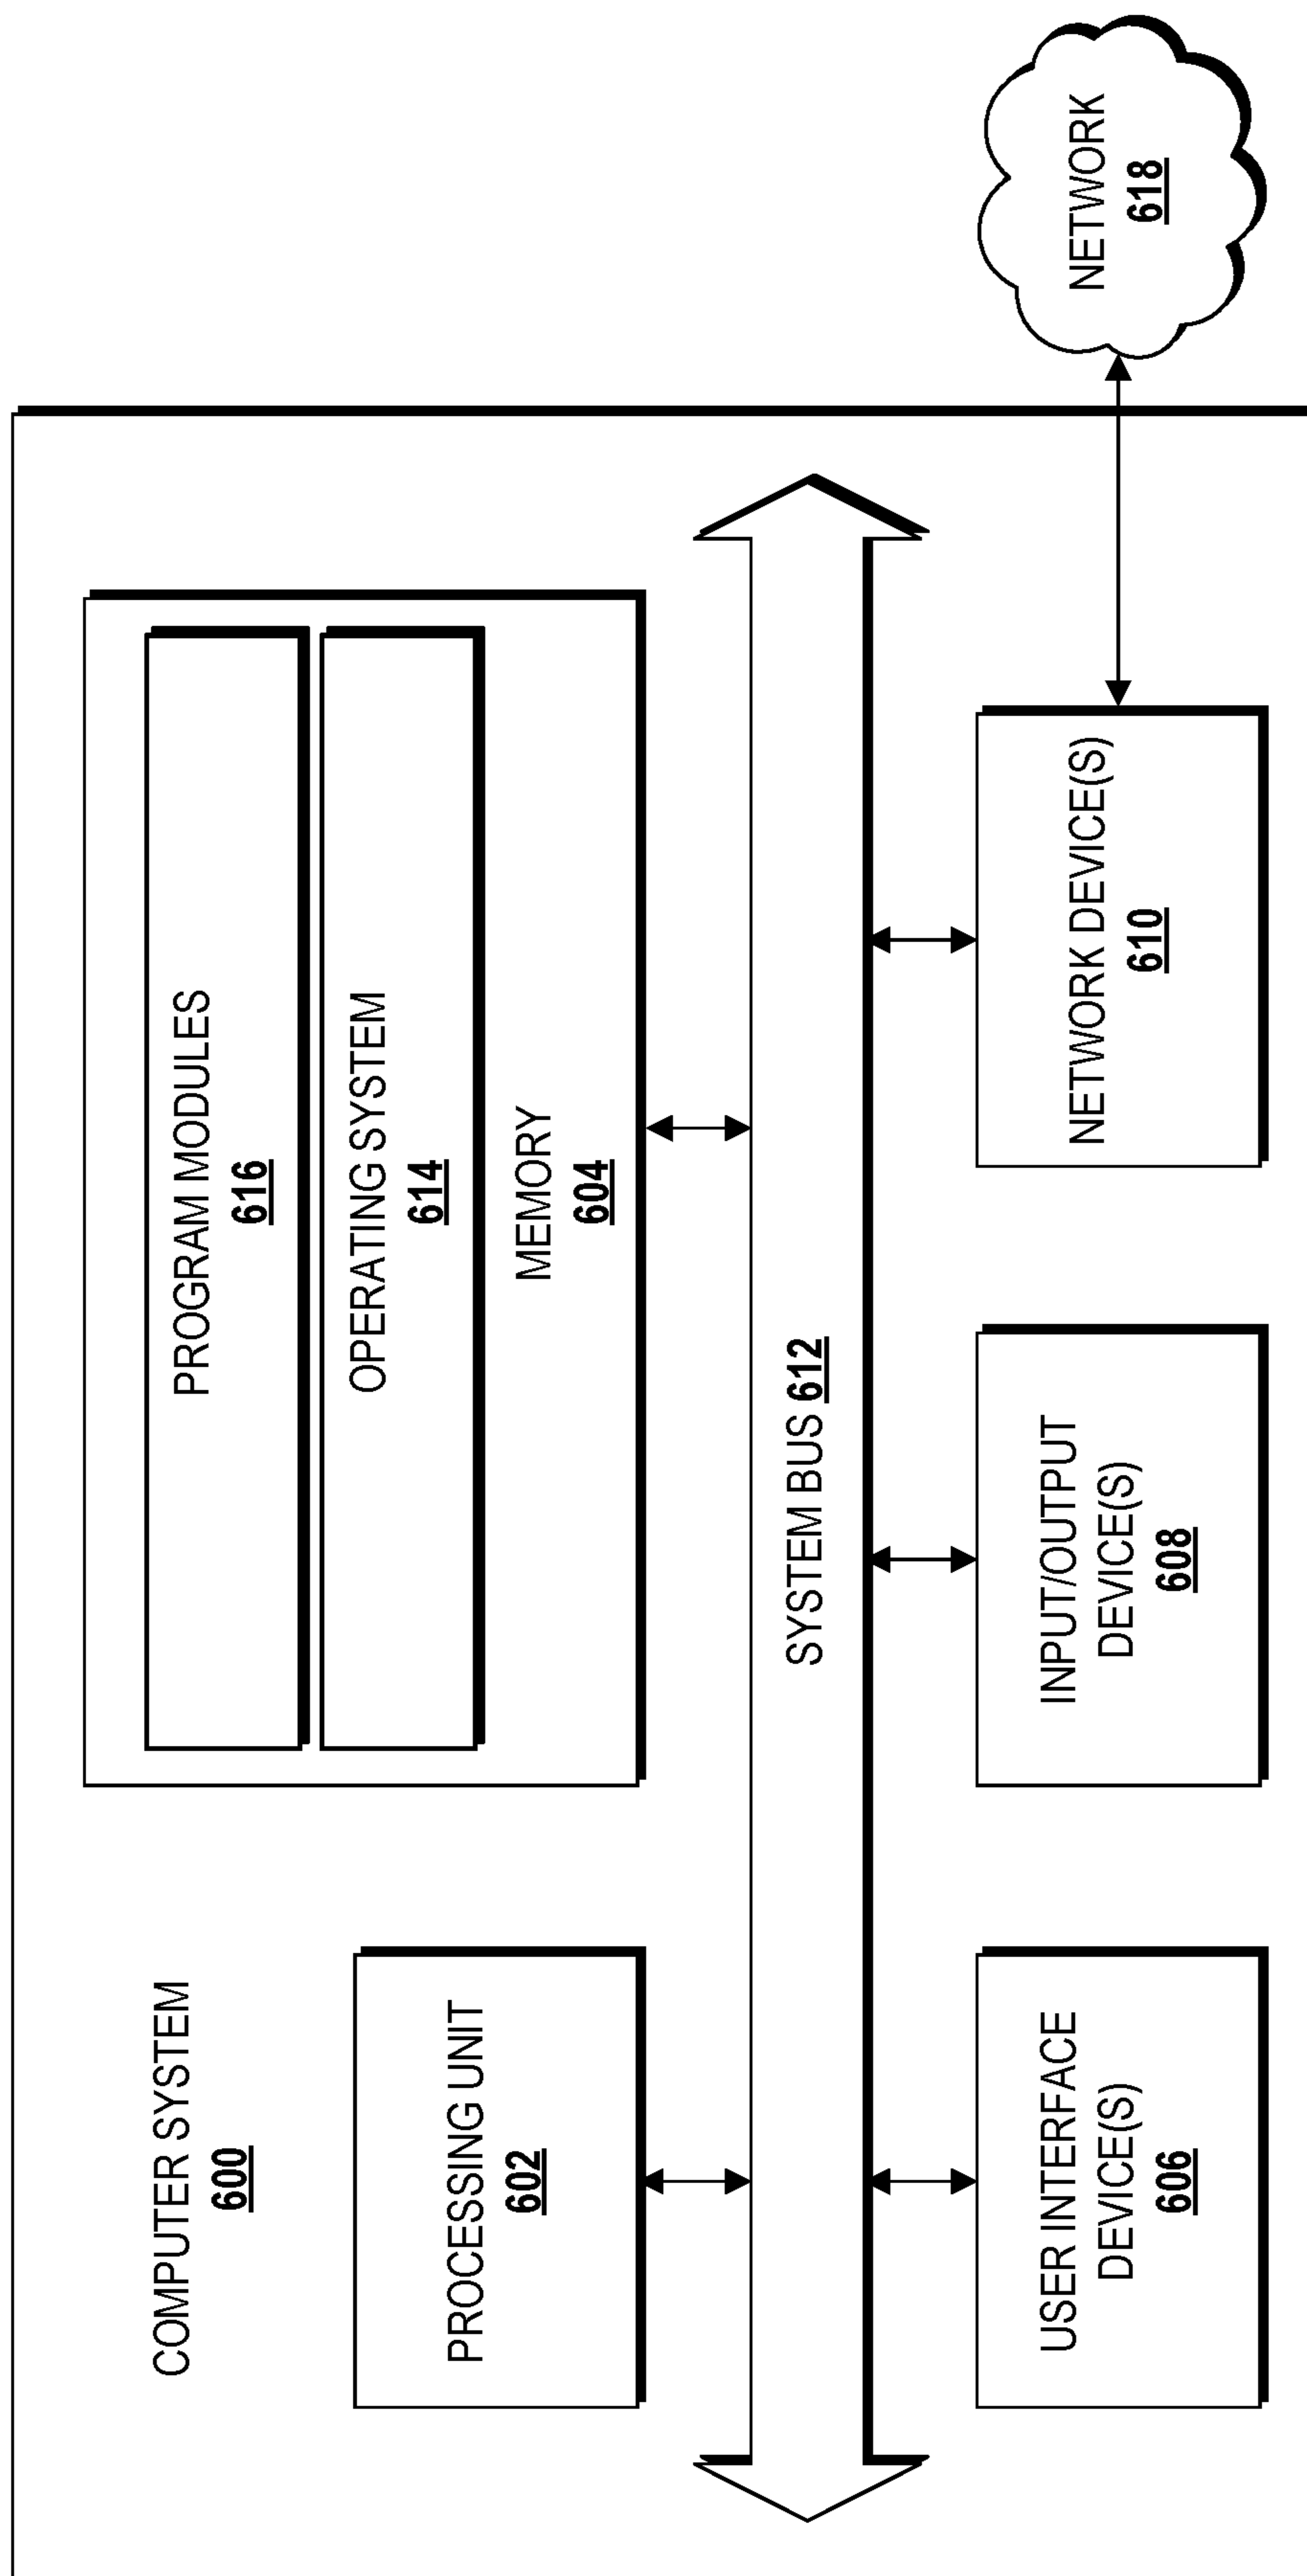 COMPUTER SYSTEM
600
PROCESSING UNIT
602
PROGRAM MODULES
616
OPERATING SYSTEM
614
MEMORY
604
SYSTEM BUS 612
USER INTERFACE
DEVICE(S)
606
INPUT/OUTPUT
DEVICE(S)
608
NETWORK DEVICE(S)
610
NETWORK
618